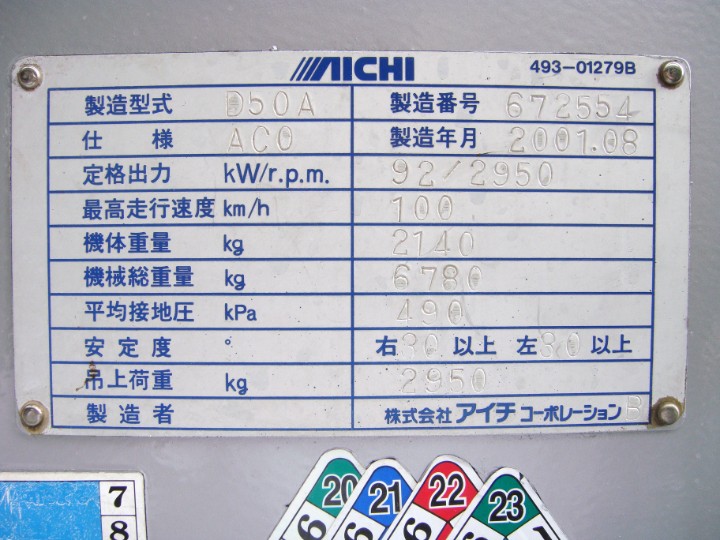 AICHI 493-01279B
製造型式 D50A 製造番号 672554
仕様 AC0 製造年月 2001.08
定格出力 kW/r.p.m. 92/2950
最高走行速度 km/h 100
機体重量 kg 2140
機械総重量 kg 6780
平均接地圧 kPa 490
安定度 ° 右30以上 左30以上
吊上荷重 kg 2950
製造者 株式会社アイチコーポレーション R
20 21 22 23
7
8